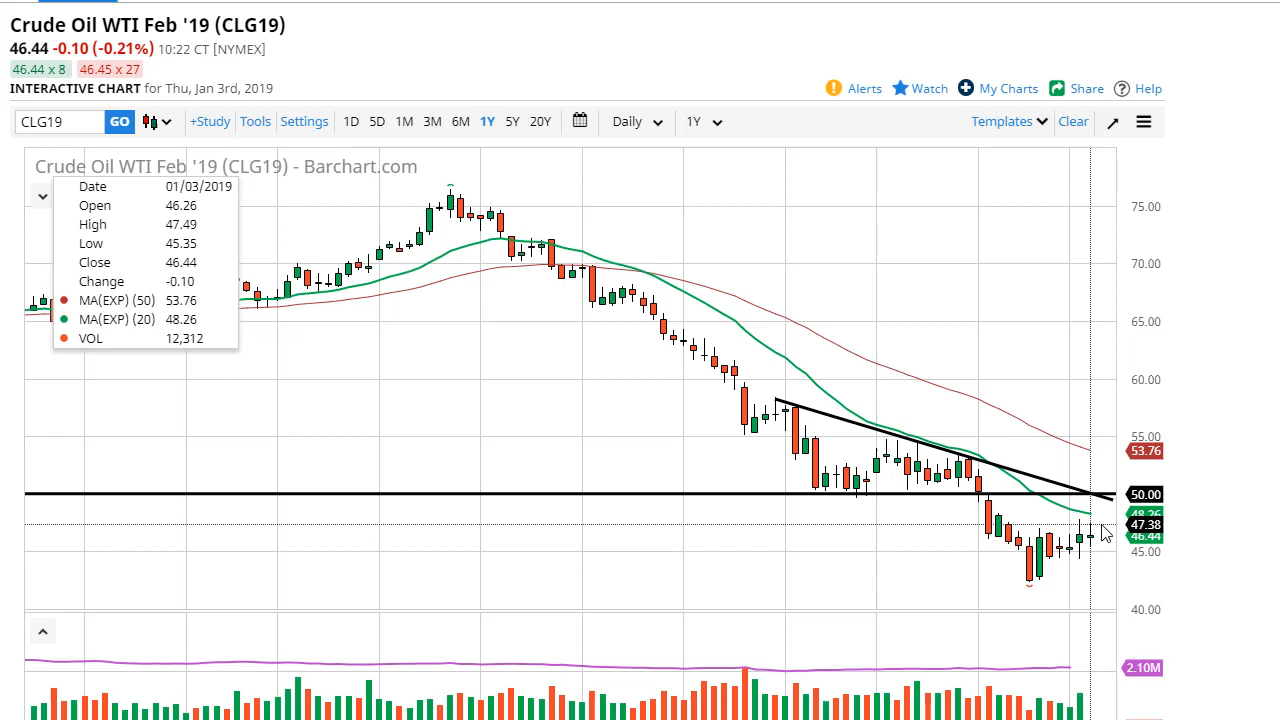 Crude Oil WTI Feb '19 (CLG19)
46.44 -0.10 (-0.21%) 10:22 CT [NYMEX]
46.44 x 8 46.45 x 27
INTERACTIVE CHART for Thu, Jan 3rd, 2019
Alerts Watch My Charts Share Help
CLG19 GO +Study Tools Settings 1D 5D 1M 3M 6M 1Y 5Y 20Y Daily 1Y Templates Clear
Crude Oil WTI Feb '19 (CLG19) - Barchart.com
Date 01/03/2019
Open 46.26
High 47.49
Low 45.35
Close 46.44
Change -0.10
MA(EXP) (50) 53.76
MA(EXP) (20) 48.26
VOL 12,312
75.00
70.00
65.00
60.00
55.00
53.76
50.00
48.26
47.38
46.44
45.00
40.00
2.10M